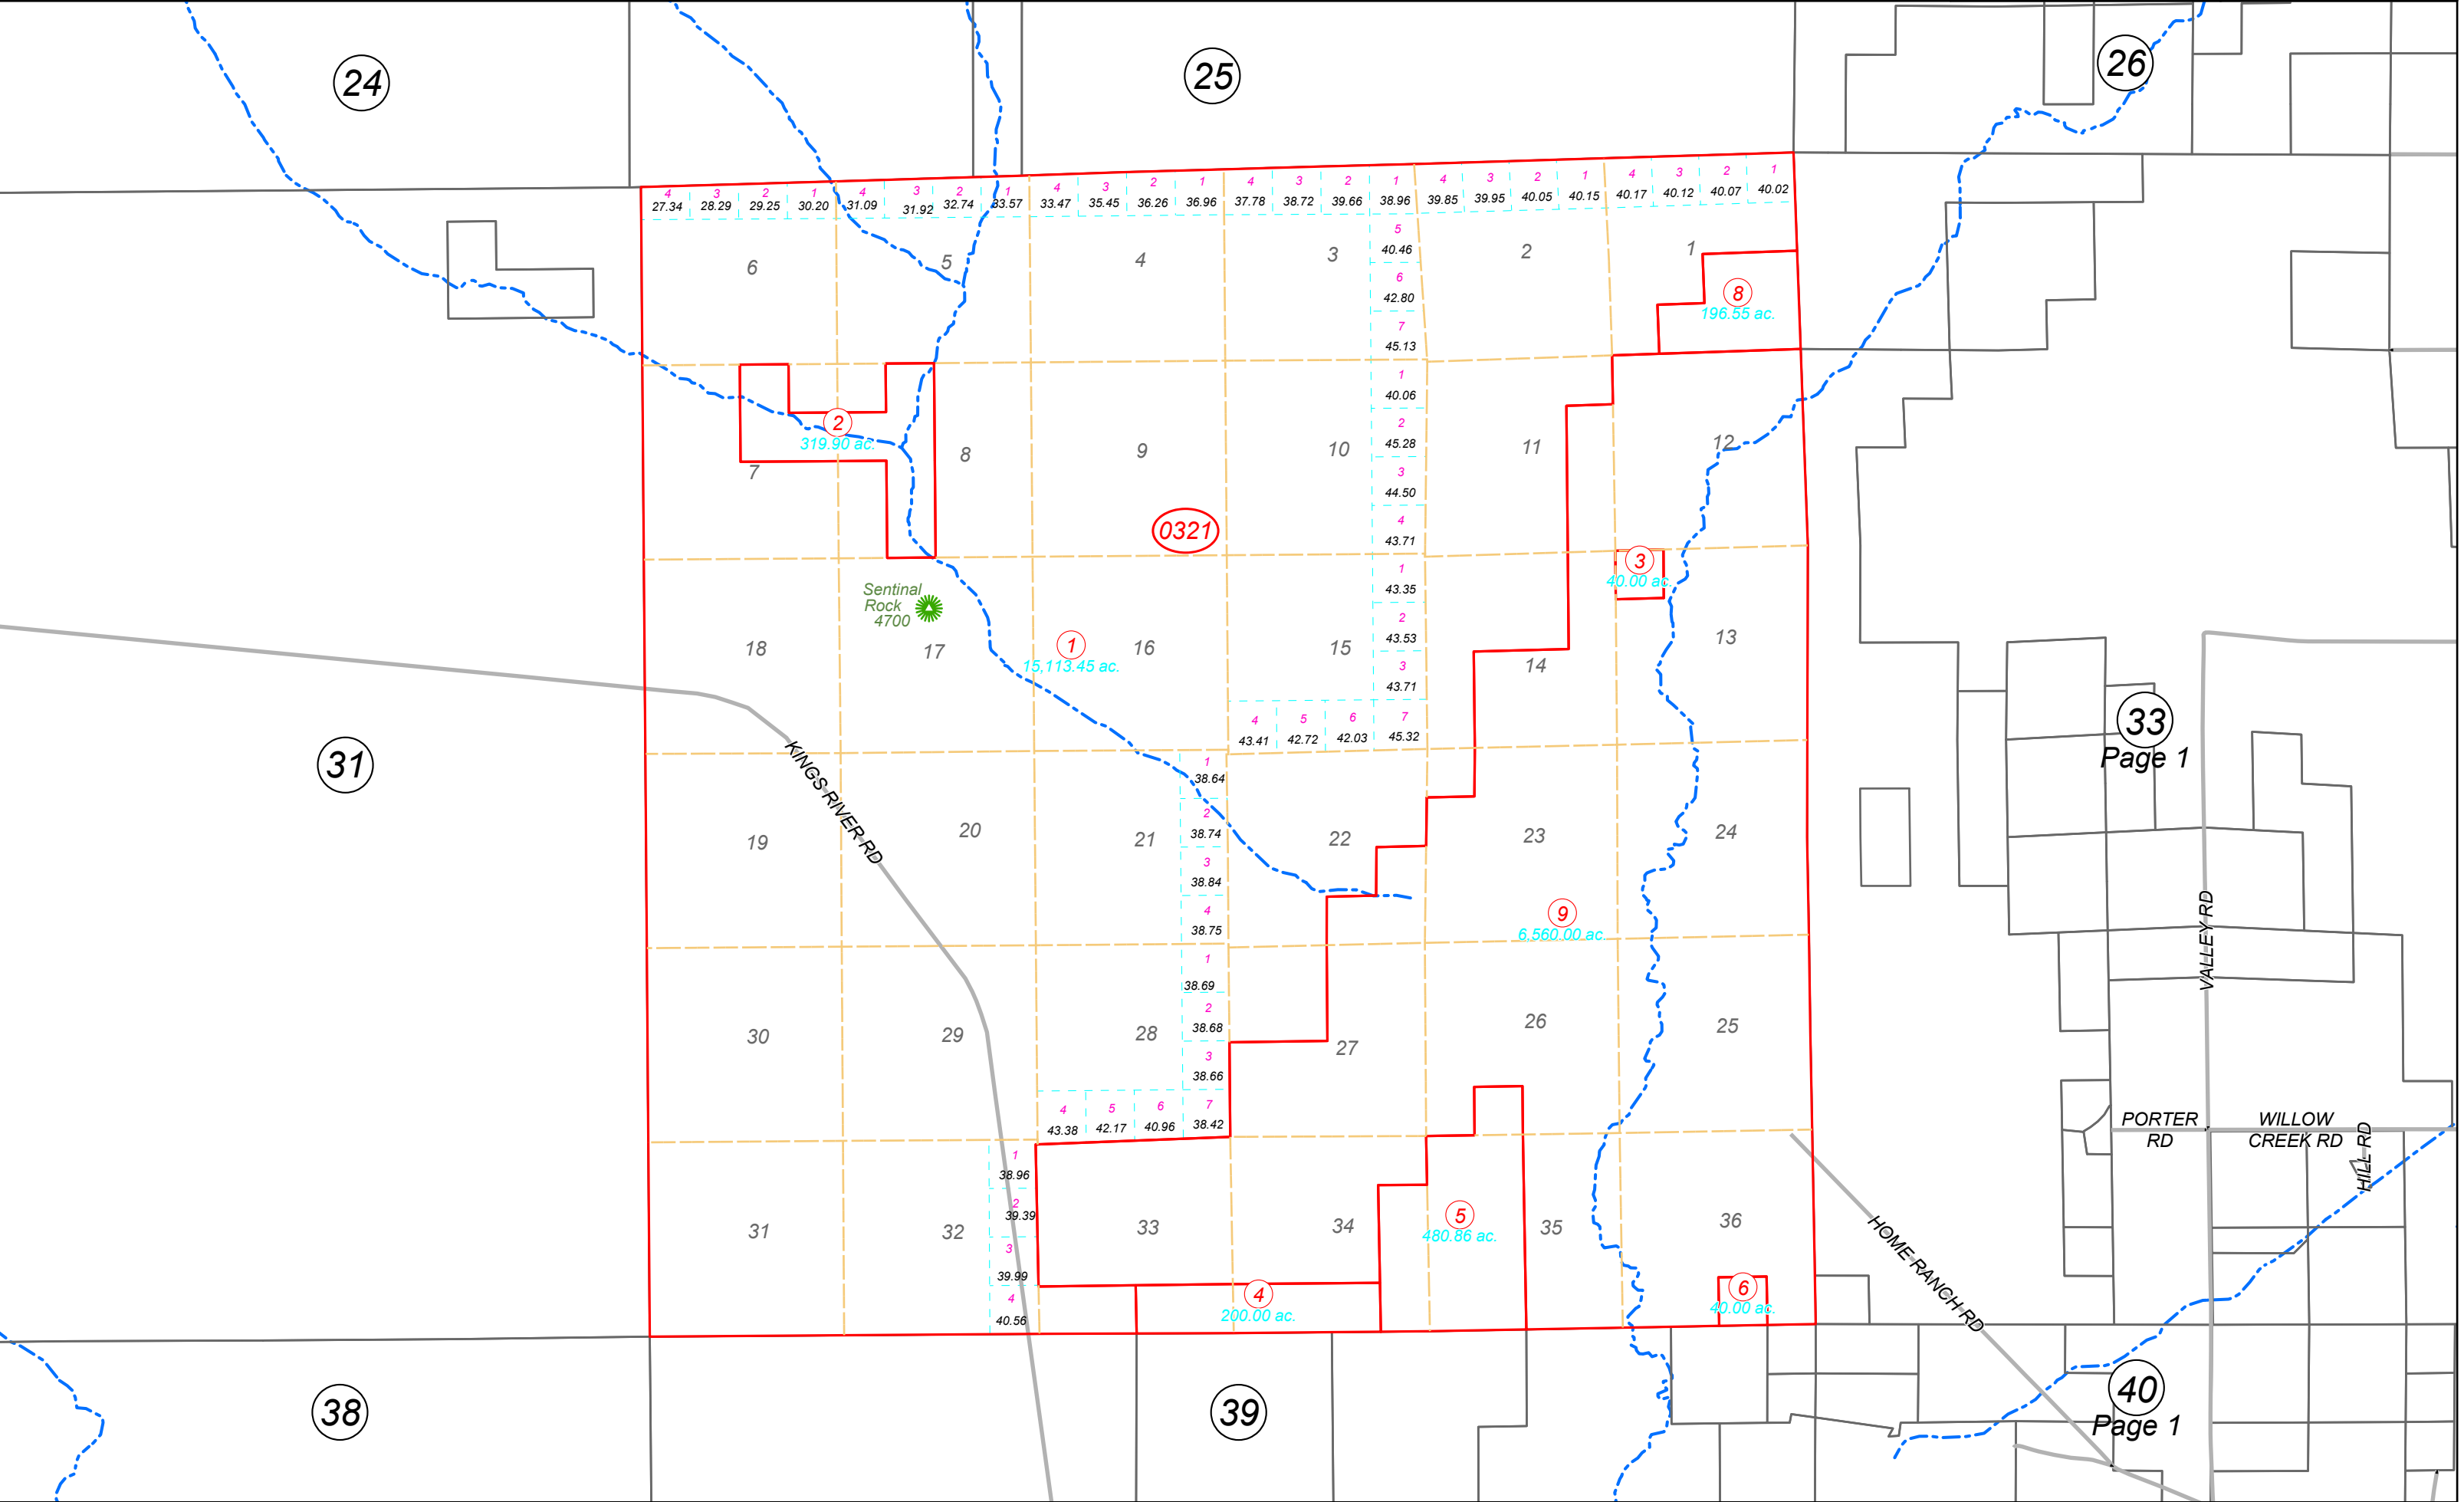 24
25
26
4 3 2 1 4 3 2 1 4 3 2 1 4 3 2 1 4 3 2 1 4 3 2 1
27.34 28.29 29.25 30.20 31.09 31.92 32.74 33.57 33.47 35.45 36.26 36.96 37.78 38.72 39.66 38.96 39.85 39.95 40.05 40.15 40.17 40.12 40.07 40.02
5
40.46
6 5 4 3 2 1
6
42.80
8
196.55 ac.
7
45.13
1
40.06
2
319.90 ac.
2
45.28
7 8 9 10 11 12
3
44.50
4
43.71
0321
3
40.00 ac.
1
43.35
Sentinal
Rock
4700
2
43.53
18 17 16 15 14 13
1
15,113.45 ac.
3
43.71
4 5 6 7
43.41 42.72 42.03 45.32
33
Page 1
31
KINGS RIVER RD
1
38.64
2
38.74
19 20 21 22 23 24
3
38.84
4
38.75
9
6,560.00 ac.
VALLEY RD
1
38.69
2
38.68
30 29 28 27 26 25
3
38.66
4 5 6 7
43.38 42.17 40.96 38.42
PORTER
RD
WILLOW
CREEK RD
HILL RD
1
38.96
2
39.39
31 32 33 34 35 36
5
480.86 ac.
3
39.99
4
40.56
4
200.00 ac.
6
40.00 ac.
HOME RANCH RD
38
39
40
Page 1